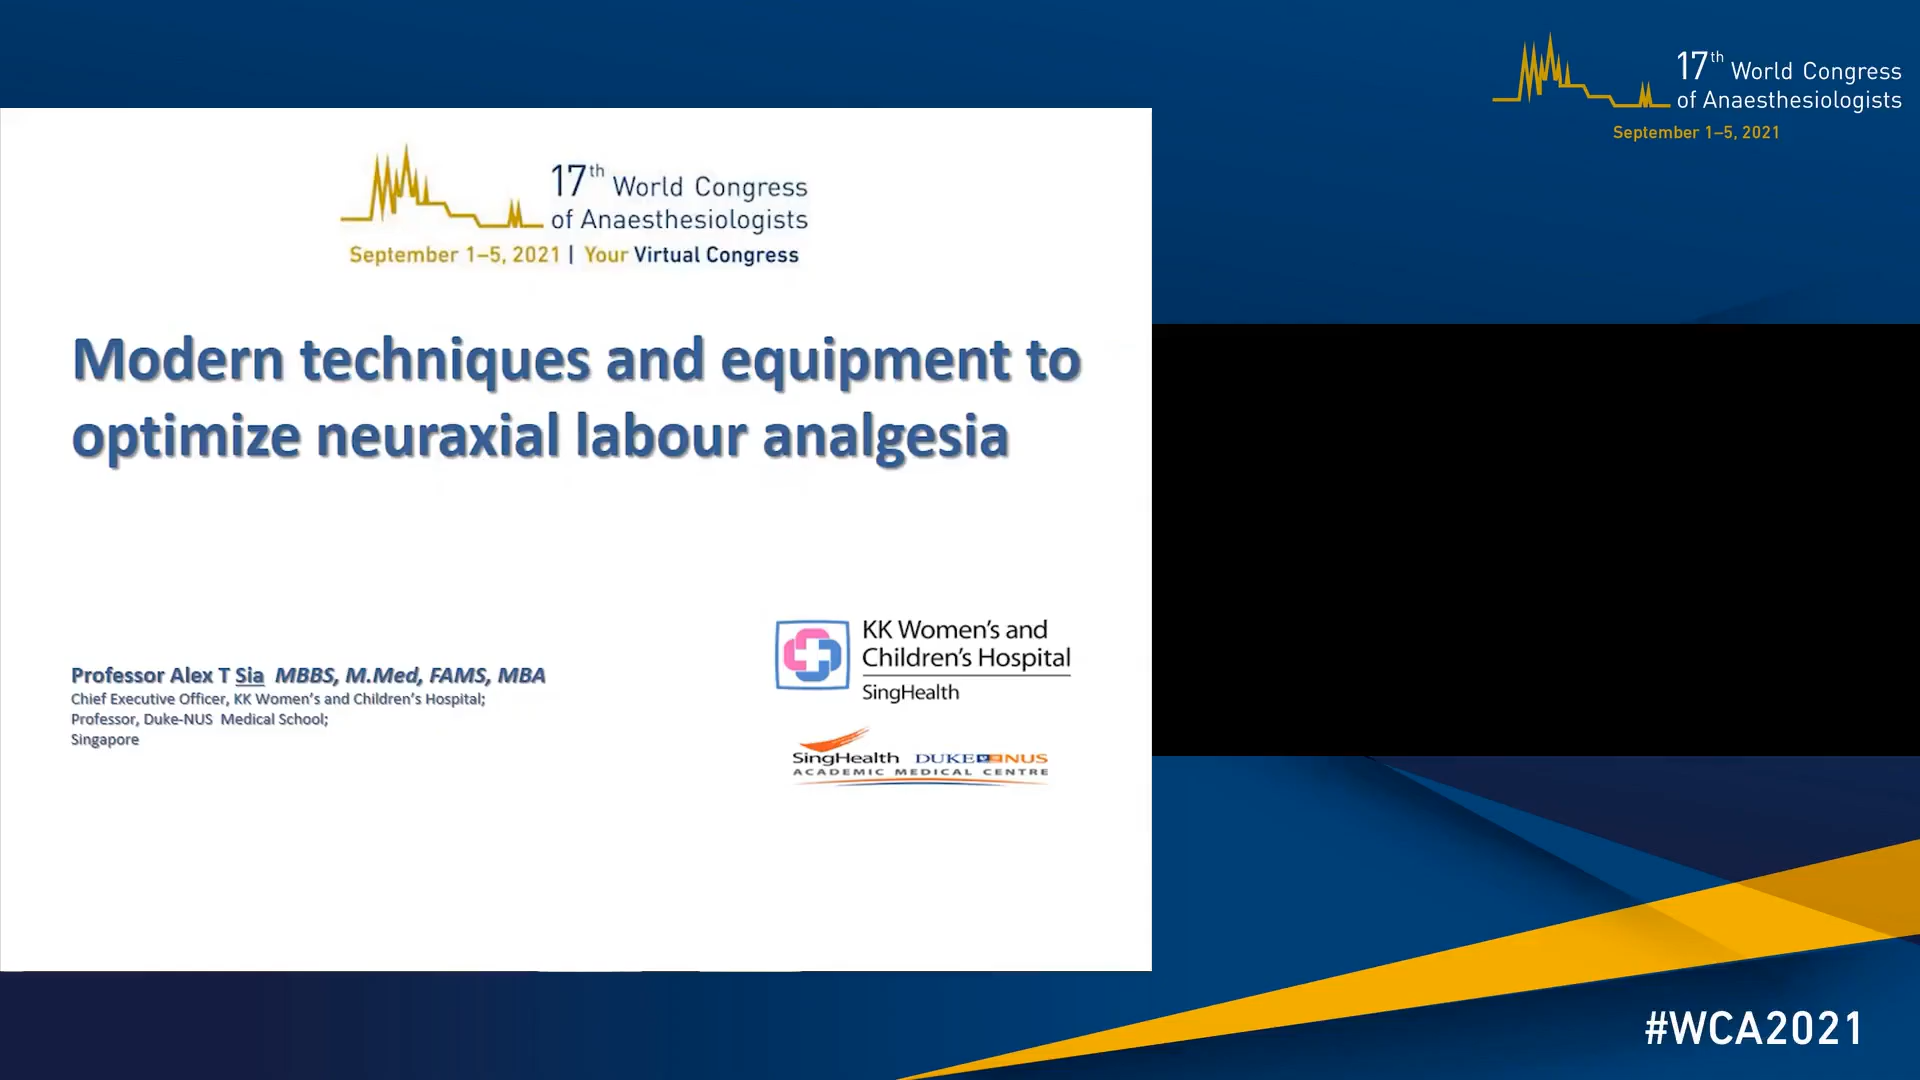 17th World Congress
of Anaesthesiologists
September 1–5, 2021
17th World Congress
of Anaesthesiologists
September 1–5, 2021 | Your Virtual Congress
Modern techniques and equipment to
optimize neuraxial labour analgesia
Professor Alex T Sia MBBS, M.Med, FAMS, MBA
Chief Executive Officer, KK Women's and Children's Hospital;
Professor, Duke-NUS Medical School;
Singapore
KK Women's and
Children's Hospital
SingHealth
SingHealth DUKE NUS
ACADEMIC MEDICAL CENTRE
#WCA2021